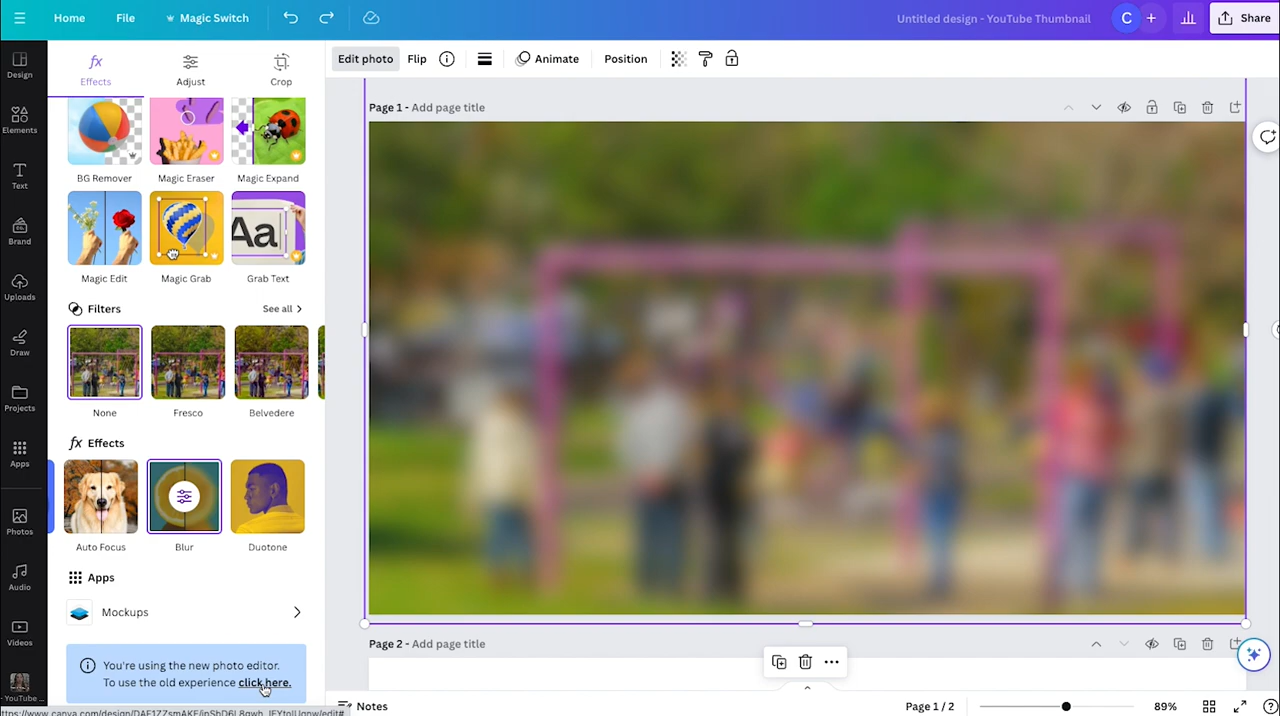 Home
File
Magic Switch
Untitled design - YouTube Thumbnail
C
Share
Design
Elements
Text
Brand
Uploads
Draw
Projects
Apps
Photos
Audio
Videos
- YouTube ...
fx
Effects
Adjust
Crop
Edit photo
Flip
Animate
Position
BG Remover
Magic Eraser
Magic Expand
Aa
Magic Edit
Magic Grab
Grab Text
Filters
See all
None
Fresco
Belvedere
fx Effects
Auto Focus
Blur
Duotone
Apps
Mockups
You're using the new photo editor.
To use the old experience click here.
Page 1 - Add page title
Page 2 - Add page title
Notes
Page 1 / 2
89%